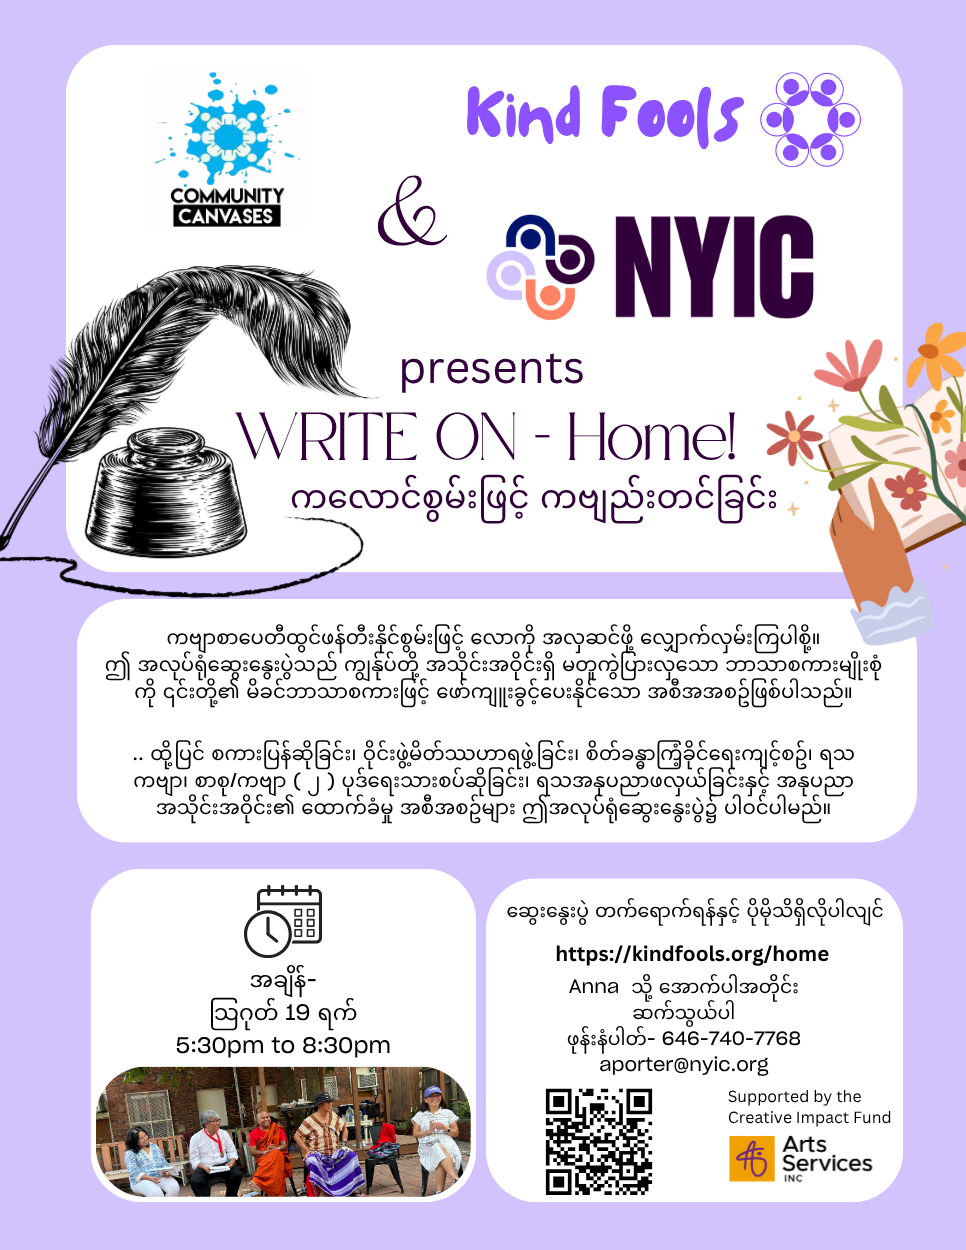 COMMUNITY
CANVASES
Kind Fools
&
NYIC
presents
WRITE ON - Home!
ကလောင်စွမ်းဖြင့် ကဗျည်းတင်ခြင်း
ကဗျာစာပေတီထွင်ဖန်တီးနိုင်စွမ်းဖြင့် လောကို အလှဆင်ဖို့ လျှောက်လှမ်းကြပါစို့။
ဤ အလုပ်ရုံဆွေးနွေးပွဲသည် ကျွန်ုပ်တို့ အသိုင်းအဝိုင်းရှိ မတူကွဲပြားလှသော ဘာသာစကားမျိုးစုံ
ကို ၎င်းတို့၏ မိခင်ဘာသာစကားဖြင့် ဖော်ကျူးခွင့်ပေးနိုင်သော အစီအအစဥ်ဖြစ်ပါသည်။
.. ထို့ပြင် စကားပြန်ဆိုခြင်း၊ ဝိုင်းဖွဲ့မိတ်ဿဟာရဖွဲ့ခြင်း၊ စိတ်ခန္ဓာကြံ့ခိုင်ရေးကျင့်စဥ်၊ ရသ
ကဗျာ၊ စာစု/ကဗျာ ( ၂ ) ပုဒ်ရေးသားစပ်ဆိုခြင်း၊ ရသအနုပညာဖလှယ်ခြင်းနှင့် အနုပညာ
အသိုင်းအဝိုင်း၏ ထောက်ခံမှု အစီအစဥ်များ ဤအလုပ်ရုံဆွေးနွေးပွဲ၌ ပါဝင်ပါမည်။
အချိန်-
ဩဂုတ် 19 ရက်
5:30pm to 8:30pm
ဆွေးနွေးပွဲ တက်ရောက်ရန်နှင့် ပိုမိုသိရှိလိုပါလျင်
https://kindfools.org/home
Anna သို့ အောက်ပါအတိုင်း
ဆက်သွယ်ပါ
ဖုန်းနံပါတ်- 646-740-7768
aporter@nyic.org
Supported by the
Creative Impact Fund
Arts
Services
INC